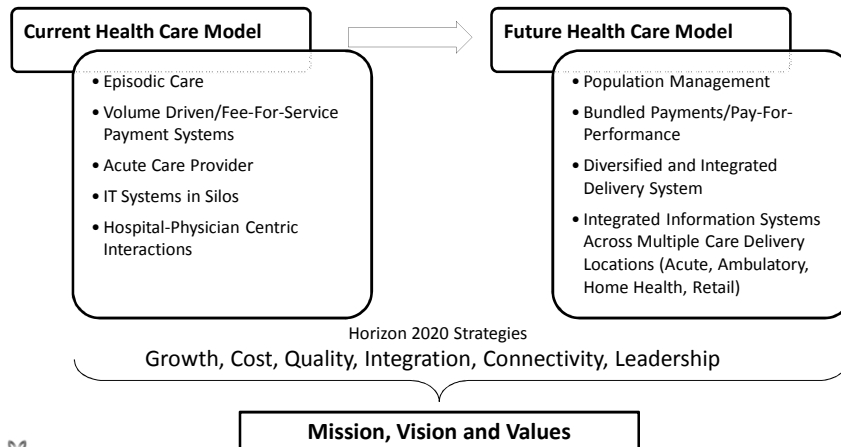 Current Health Care Model
• Episodic Care
• Volume Driven/Fee-For-Service
Payment Systems
• Acute Care Provider
• IT Systems in Silos
• Hospital-Physician Centric
Interactions
Future Health Care Model
• Population Management
• Bundled Payments/Pay-For-
Performance
• Diversified and Integrated
Delivery System
• Integrated Information Systems
Across Multiple Care Delivery
Locations (Acute, Ambulatory,
Home Health, Retail)
Horizon 2020 Strategies
Growth, Cost, Quality, Integration, Connectivity, Leadership
Mission, Vision and Values